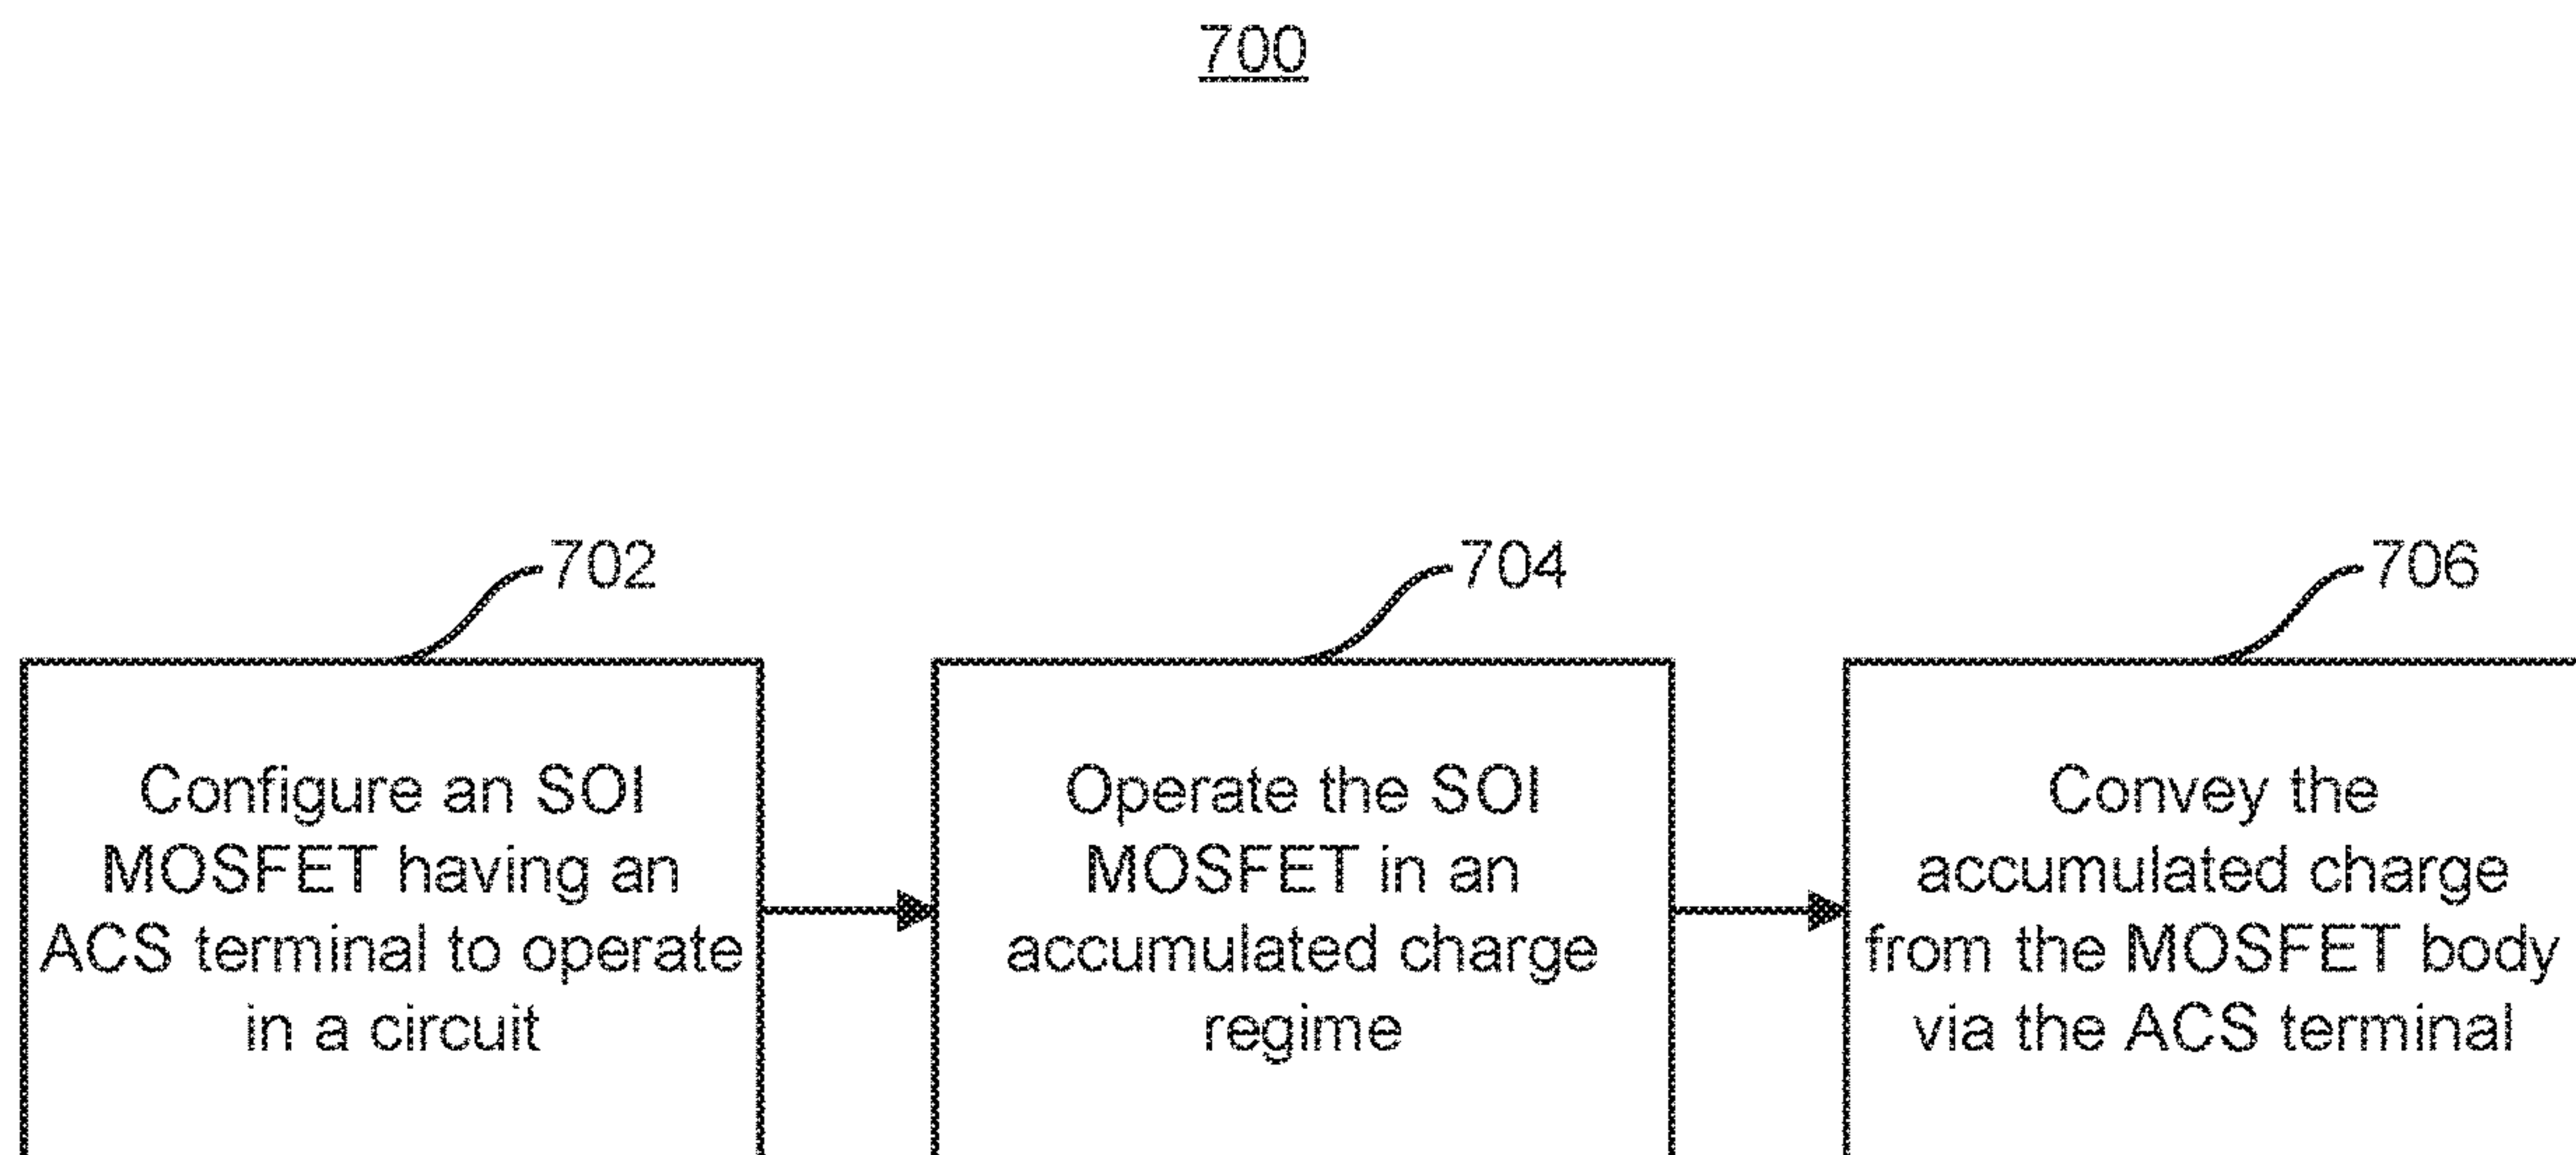 700
702
704
706
Configure an SOI
MOSFET having an
ACS terminal to operate
in a circuit
Operate the SOI
MOSFET in an
accumulated charge
regime
Convey the
accumulated charge
from the MOSFET body
via the ACS terminal